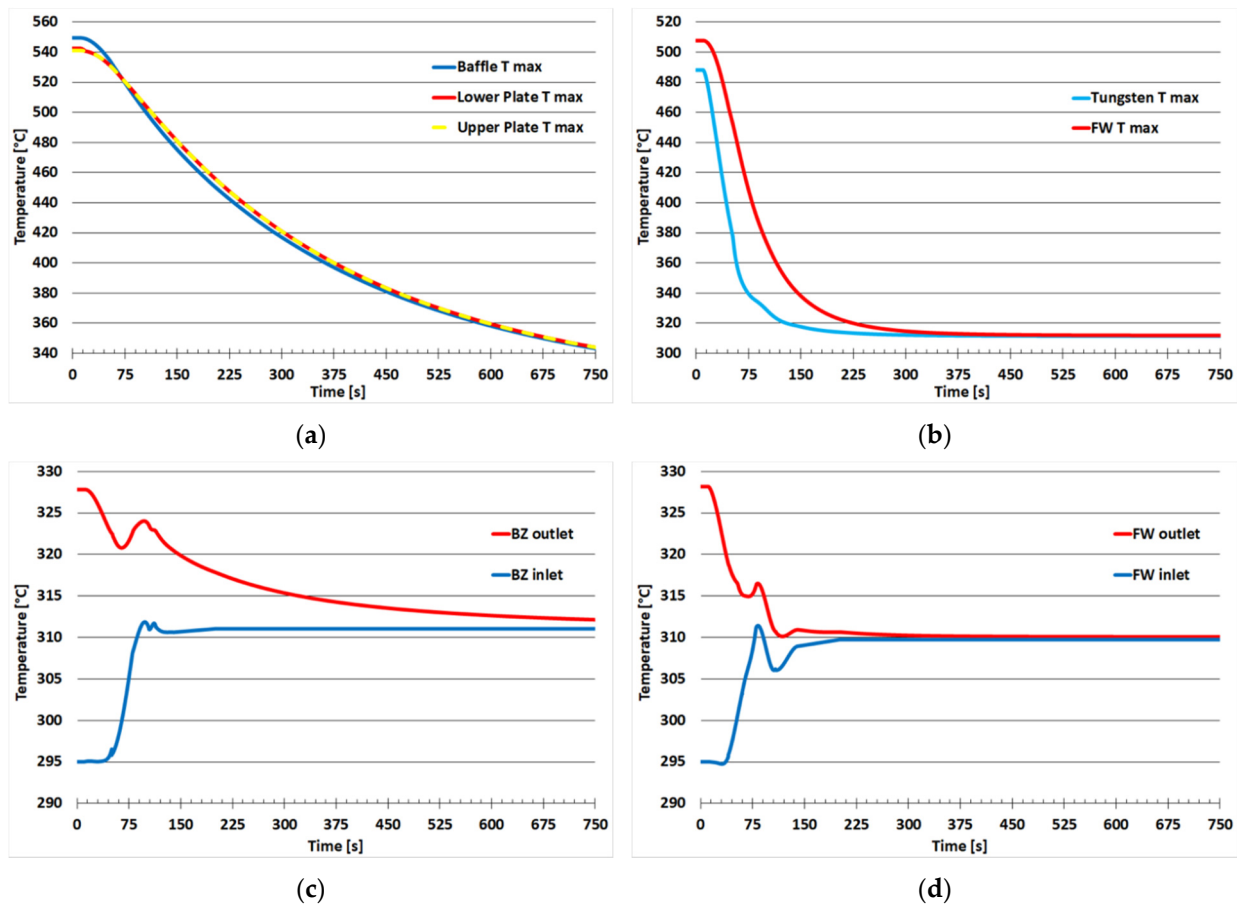 560
540
520
500
480
460
440
420
400
380
360
340
Temperature [°C]
Baffle T max
Lower Plate T max
Upper Plate T max
0 75 150 225 300 375 450 525 600 675 750
Time [s]
(a)
520
500
480
460
440
420
400
380
360
340
320
300
Temperature [°C]
Tungsten T max
FW T max
0 75 150 225 300 375 450 525 600 675 750
Time [s]
(b)
330
325
320
315
310
305
300
295
290
Temperature [°C]
BZ outlet
BZ inlet
0 75 150 225 300 375 450 525 600 675 750
Time [s]
(c)
330
325
320
315
310
305
300
295
290
Temperature [°C]
FW outlet
FW inlet
0 75 150 225 300 375 450 525 600 675 750
Time [s]
(d)